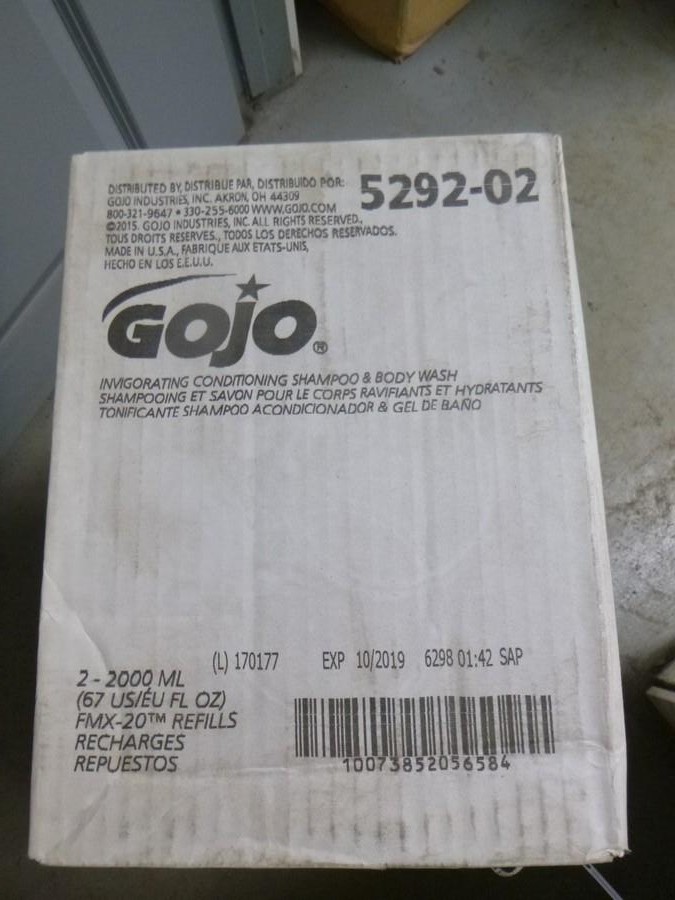 DISTRIBUTED BY, DISTRIBUE PAR, DISTRIBUIDO POR:
GOJO INDUSTRIES, INC. AKRON, OH 44309
800-321-9647 • 330-255-6000 WWW.GOJO.COM
©2015. GOJO INDUSTRIES, INC. ALL RIGHTS RESERVED.,
TOUS DROITS RESERVES., TODOS LOS DERECHOS RESERVADOS.
MADE IN U.S.A., FABRIQUE AUX ETATS-UNIS,
HECHO EN LOS E.E.U.U.
5292-02
GOJO®
INVIGORATING CONDITIONING SHAMPOO & BODY WASH
SHAMPOOING ET SAVON POUR LE CORPS RAVIFIANTS ET HYDRATANTS
TONIFICANTE SHAMPOO ACONDICIONADOR & GEL DE BAÑO
(L) 170177 EXP 10/2019 6298 01:42 SAP
2 - 2000 ML
(67 US/ÉU FL OZ)
FMX-20™ REFILLS
RECHARGES
REPUESTOS
10073852056584